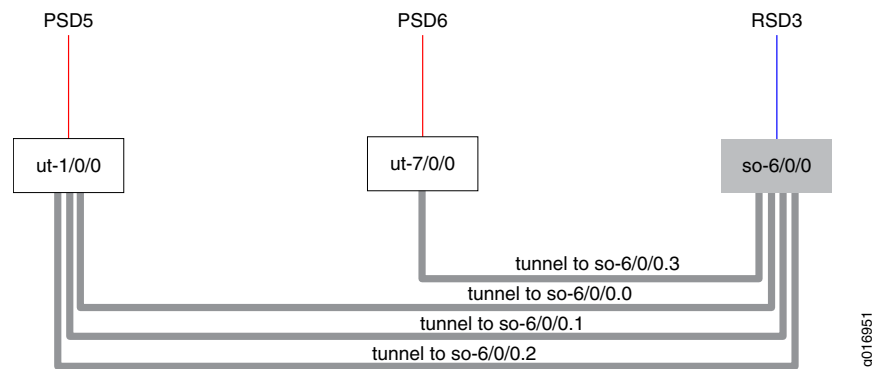 PSD5
PSD6
RSD3
ut-1/0/0
ut-7/0/0
so-6/0/0
tunnel to so-6/0/0.3
tunnel to so-6/0/0.0
tunnel to so-6/0/0.1
tunnel to so-6/0/0.2
g016951